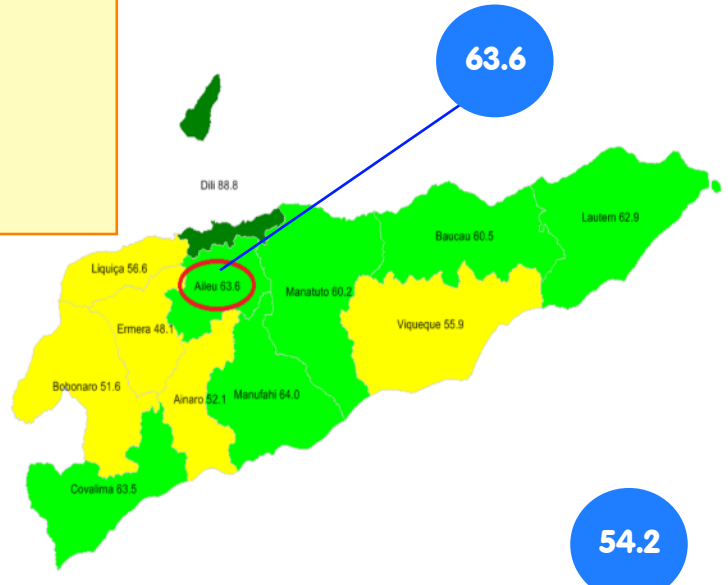 63.6
Dili 88.8
Lautem 62.9
Baucau 60.5
Liquiça 56.6
Aileu 63.6
Manatuto 60.2
Ermera 48.1
Viqueque 55.9
Bobonaro 51.6
Ainaro 52.1
Manufahi 64.0
Covalima 63.5
54.2